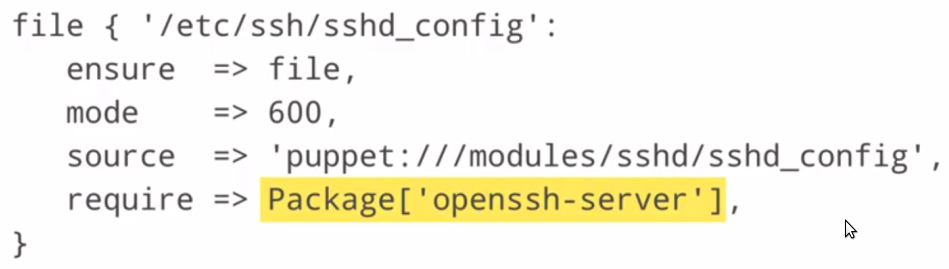 file { '/etc/ssh/sshd_config':
   ensure  => file,
   mode    => 600,
   source  => 'puppet:///modules/sshd/sshd_config',
   require => Package['openssh-server'],
}